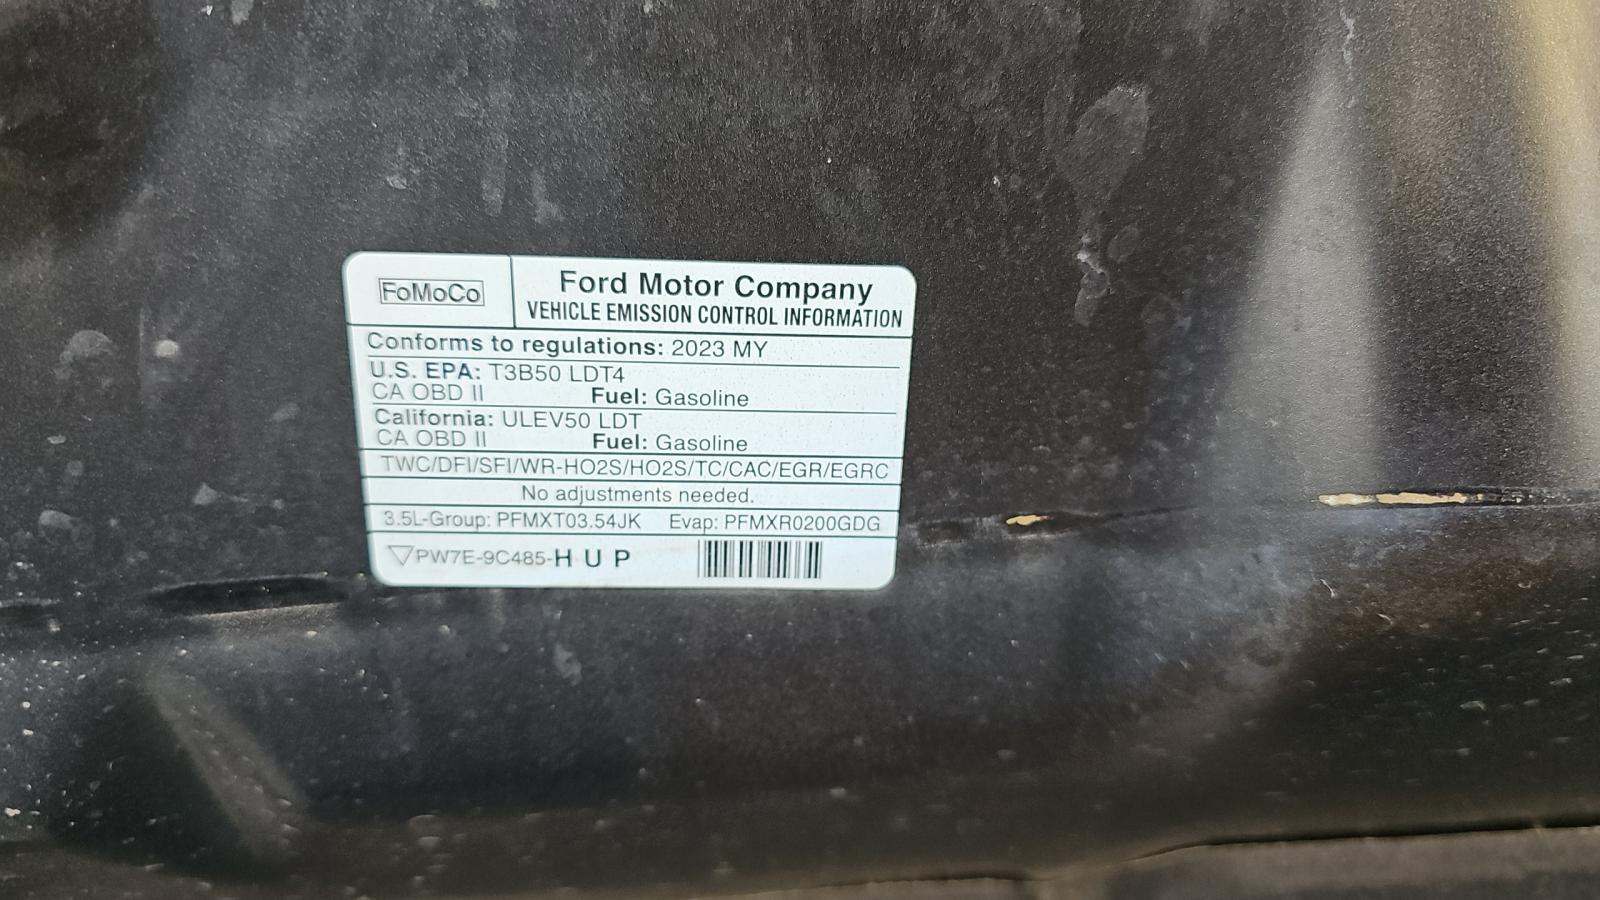 FoMoCo
Ford Motor Company
VEHICLE EMISSION CONTROL INFORMATION
Conforms to regulations: 2023 MY
U.S. EPA: T3B50 LDT4
CA OBD II Fuel: Gasoline
California: ULEV50 LDT
CA OBD II Fuel: Gasoline
TWC/DFI/SFI/WR-HO2S/HO2S/TC/CAC/EGR/EGRC
No adjustments needed.
3.5L-Group: PFMXT03.54JK Evap: PFMXR0200GDG
PW7E-9C485-HUP